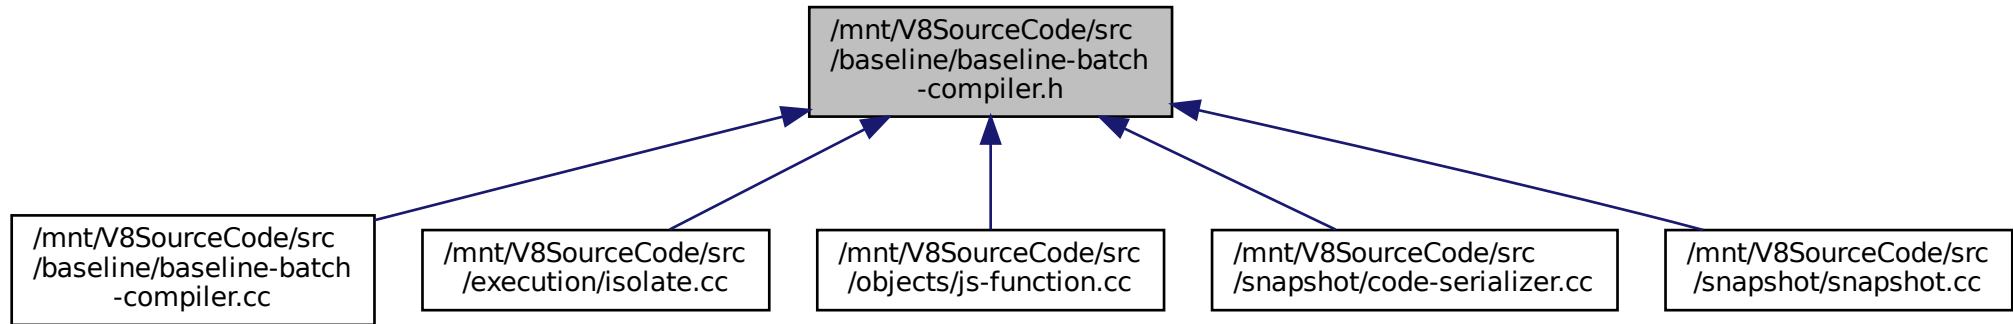 /mnt/V8SourceCode/src
/baseline/baseline-batch
-compiler.h
/mnt/V8SourceCode/src
/baseline/baseline-batch
-compiler.cc
/mnt/V8SourceCode/src
/execution/isolate.cc
/mnt/V8SourceCode/src
/objects/js-function.cc
/mnt/V8SourceCode/src
/snapshot/code-serializer.cc
/mnt/V8SourceCode/src
/snapshot/snapshot.cc